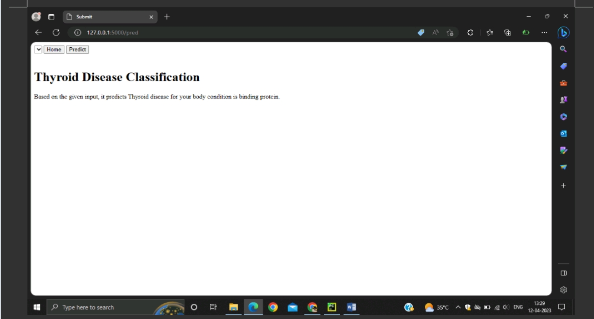 Submit
127.0.0.1:5000/pred
Home Predict
Thyroid Disease Classification
Based on the given input, it predicts Thyroid disease for your body condition is binding protein.
Type here to search
35°C
ENG
13:29
12-04-2023